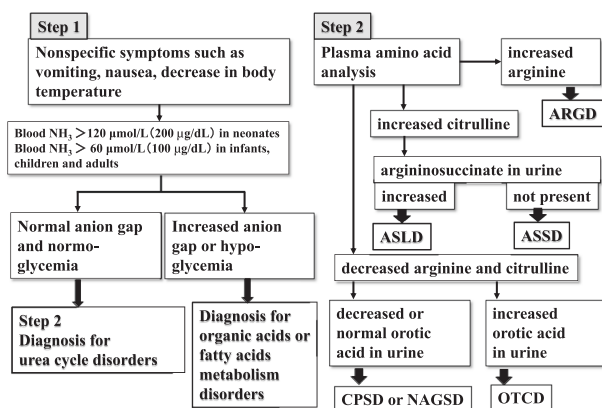 Step 1
Nonspecific symptoms such as
vomiting, nausea, decrease in body
temperature
Blood NH₃＞120 μmol/L（200 μg/dL）in neonates
Blood NH₃＞ 60 μmol/L（100 μg/dL）in infants,
children and adults
Normal anion gap
and normo-
glycemia
Increased anion
gap or hypo-
glycemia
Step 2
Diagnosis for
urea cycle disorders
Diagnosis for
organic acids or
fatty acids
metabolism
disorders
Step 2
Plasma amino acid
analysis
increased
arginine
ARGD
increased citrulline
argininosuccinate in urine
increased
not present
ASLD
ASSD
decreased arginine and citrulline
decreased or
normal orotic
acid in urine
increased
orotic acid
in urine
CPSD or NAGSD
OTCD